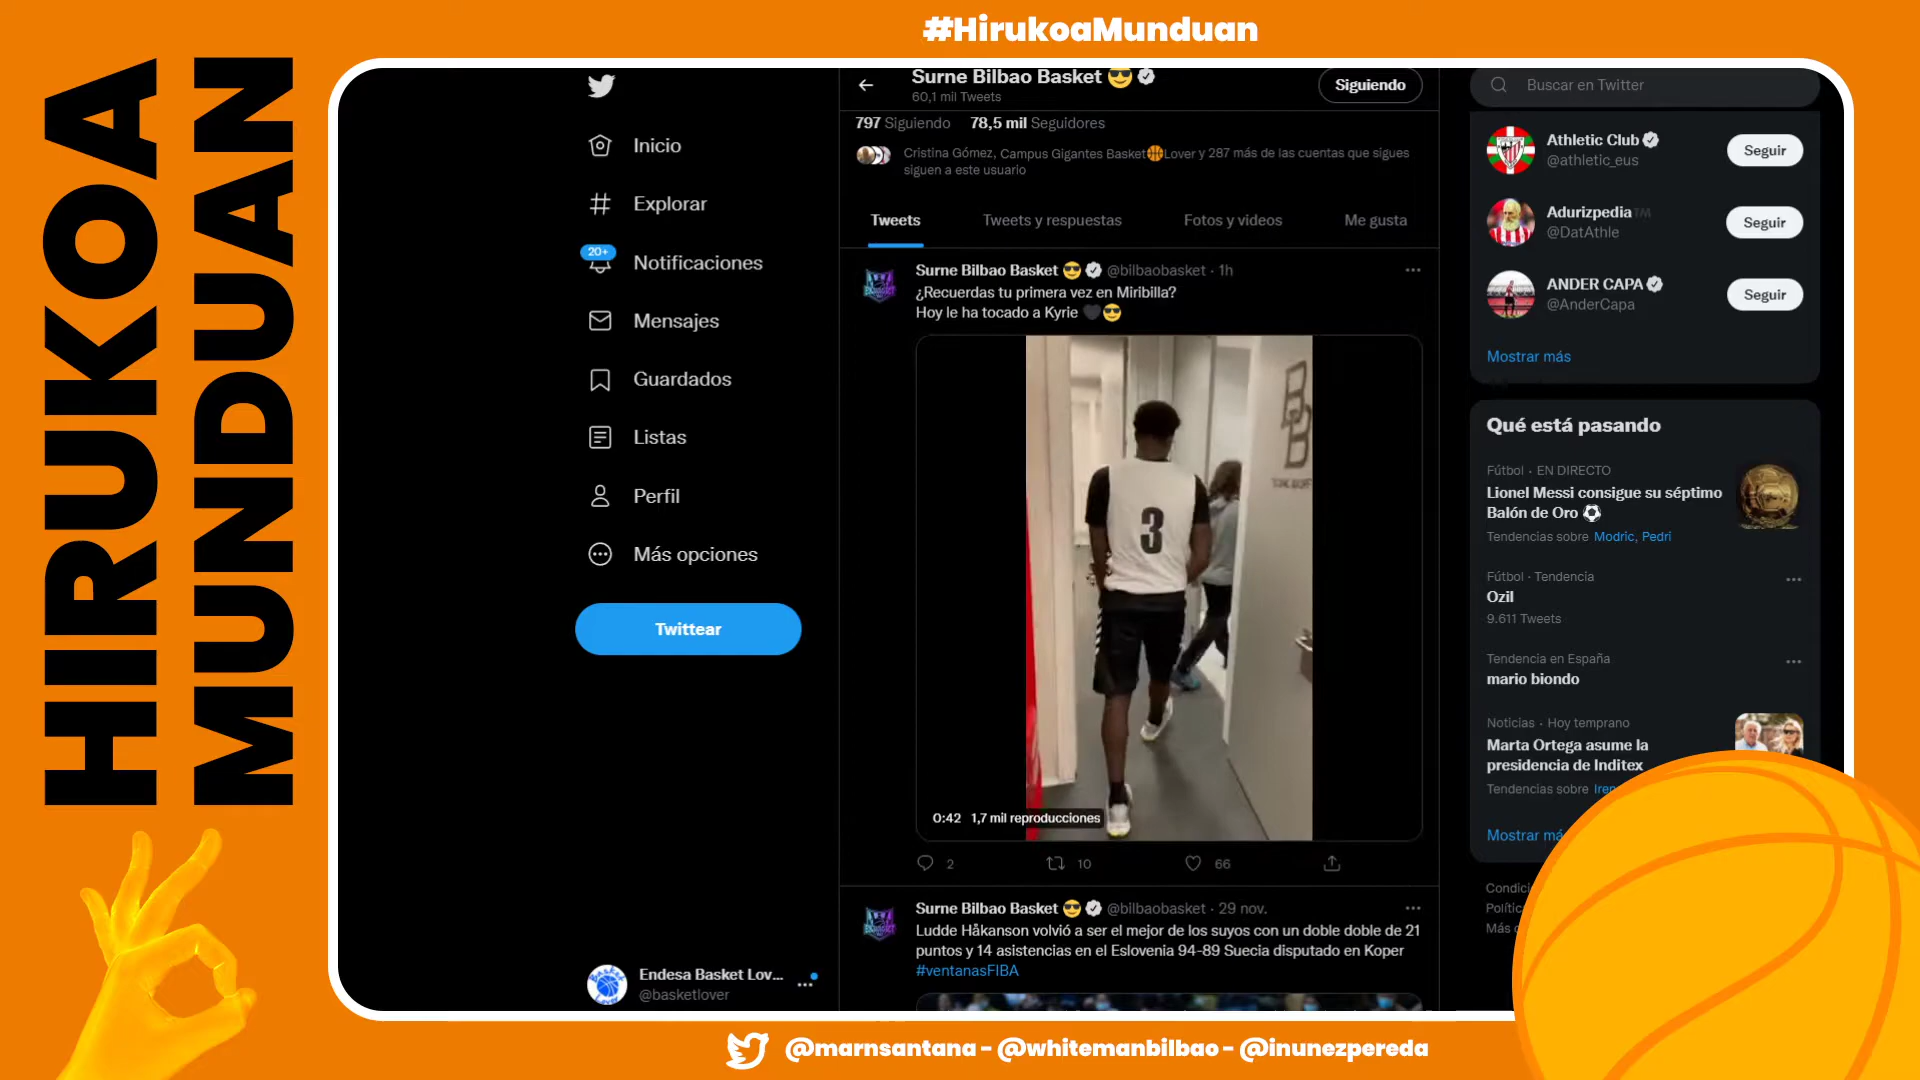 #HirukoaMunduan
HIRUKOA
MUNDUAN
Surne Bilbao Basket
60,1 mil Tweets
Siguiendo
Buscar en Twitter
Inicio
Explorar
20+
Notificaciones
Mensajes
Guardados
Listas
Perfil
Más opciones
Twittear
Endesa Basket Lov...
@basketlover
797 Siguiendo 78,5 mil Seguidores
Cristina Gómez, Campus Gigantes Basket Lover y 287 más de las cuentas que sigues
siguen a este usuario
Tweets Tweets y respuestas Fotos y videos Me gusta
Surne Bilbao Basket @bilbaobasket · 1h
¿Recuerdas tu primera vez en Miribilla?
Hoy le ha tocado a Kyrie
3
0:42 1,7 mil reproducciones
2 10 66
Surne Bilbao Basket @bilbaobasket · 29 nov.
Ludde Håkanson volvió a ser el mejor de los suyos con un doble doble de 21
puntos y 14 asistencias en el Eslovenia 94-89 Suecia disputado en Koper
#ventanasFIBA
Athletic Club
@athletic_eus
Seguir
Adurizpedia™
@DatAthle
Seguir
ANDER CAPA
@AnderCapa
Seguir
Mostrar más
Qué está pasando
Fútbol · EN DIRECTO
Lionel Messi consigue su séptimo
Balón de Oro
Tendencias sobre Modric, Pedri
Fútbol · Tendencia
Ozil
9.611 Tweets
Tendencia en España
mario biondo
Noticias · Hoy temprano
Marta Ortega asume la
presidencia de Inditex
Tendencias sobre
Mostrar
@marnsantana - @whitemanbilbao - @inunezpereda